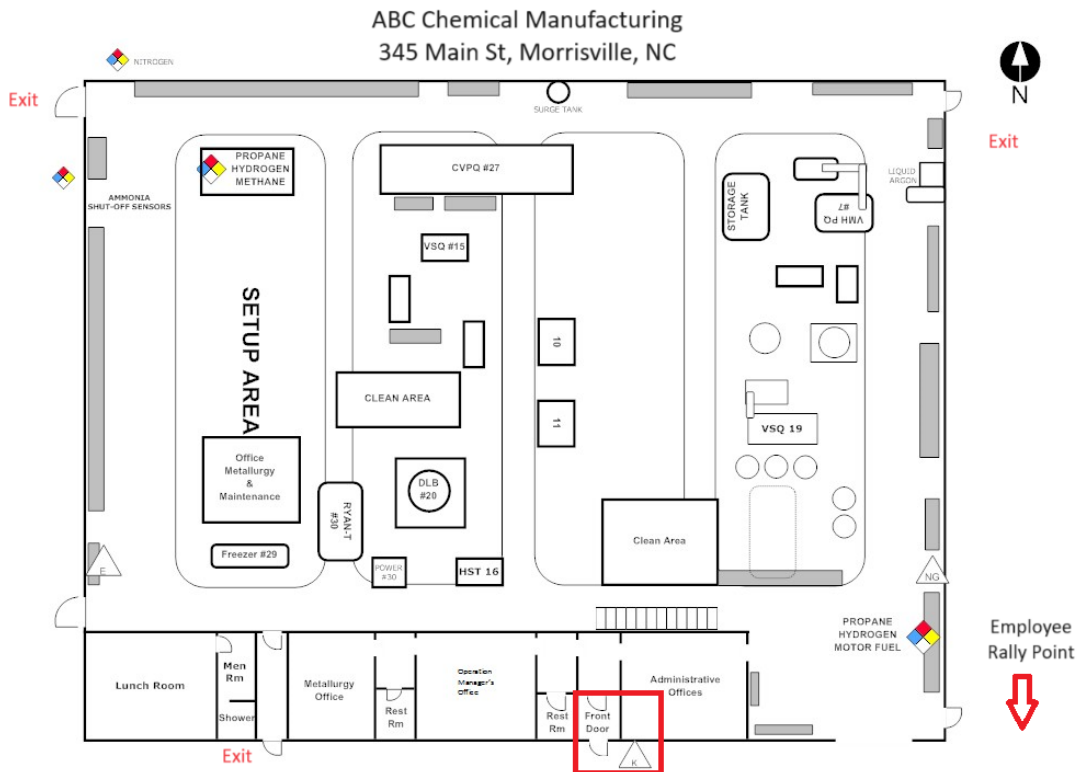 ABC Chemical Manufacturing
345 Main St, Morrisville, NC
NITROGEN
N
Exit
SURGE TANK
Exit
PROPANE
HYDROGEN
METHANE
CVPQ #27
LIQUID
ARGON
AMMONIA
SHUT-OFF SENSORS
STORAGE
TANK
VMH PQ
#7
VSQ #15
SETUP AREA
10
CLEAN AREA
11
VSQ 19
Office
Metallurgy
&
Maintenance
DLB
#20
RYAN-T
#30
Clean Area
Freezer #29
POWER
#30
HST 16
E
NG
PROPANE
HYDROGEN
MOTOR FUEL
Employee
Rally Point
Lunch Room
Men
Rm
Shower
Metallurgy
Office
Rest
Rm
Operation
Manager's
Office
Rest
Rm
Front
Door
Administrative
Offices
Exit
K